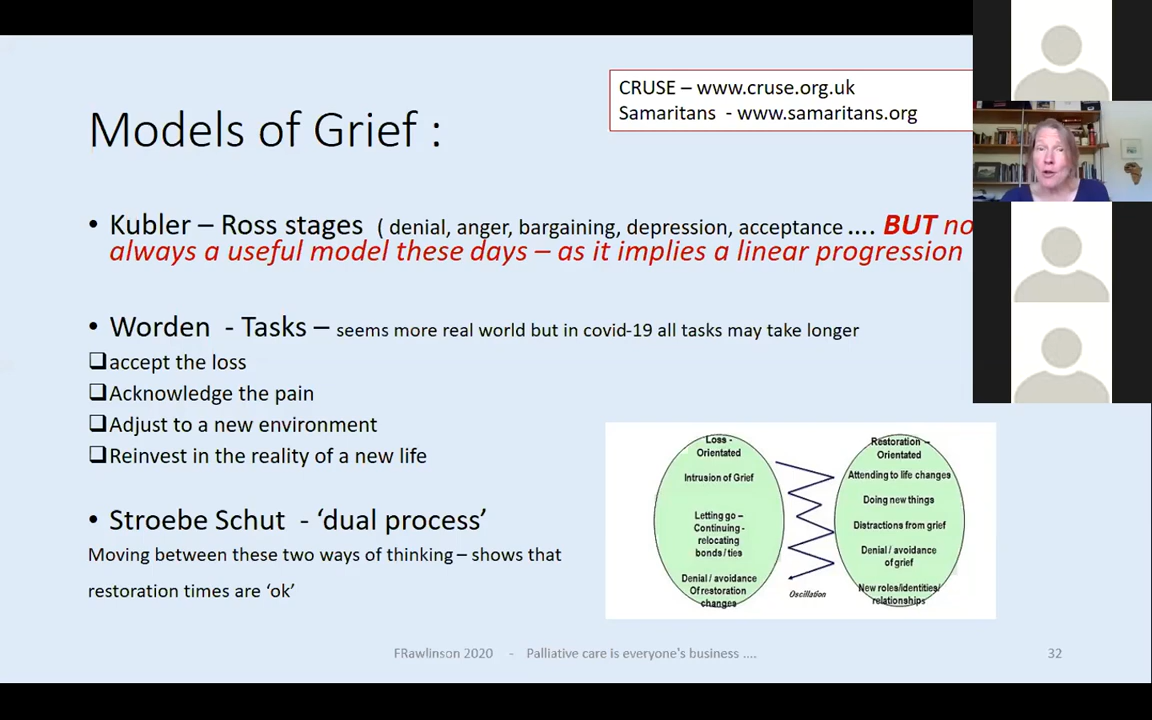 CRUSE – www.cruse.org.uk
Samaritans - www.samaritans.org
Models of Grief :
• Kubler – Ross stages ( denial, anger, bargaining, depression, acceptance …. BUT no
always a useful model these days – as it implies a linear progression
• Worden - Tasks – seems more real world but in covid-19 all tasks may take longer
❑accept the loss
❑Acknowledge the pain
❑Adjust to a new environment
❑Reinvest in the reality of a new life
• Stroebe Schut - ‘dual process’
Moving between these two ways of thinking – shows that
restoration times are ‘ok’
Loss -
Orientated
Intrusion of Grief
Letting go –
Continuing -
relocating
bonds / ties
Denial / avoidance
Of restoration
changes
Oscillation
Restoration –
Orientated
Attending to life changes
Doing new things
Distractions from grief
Denial / avoidance
of grief
New roles/identities/
relationships
FRawlinson 2020 - Palliative care is everyone's business ....
32